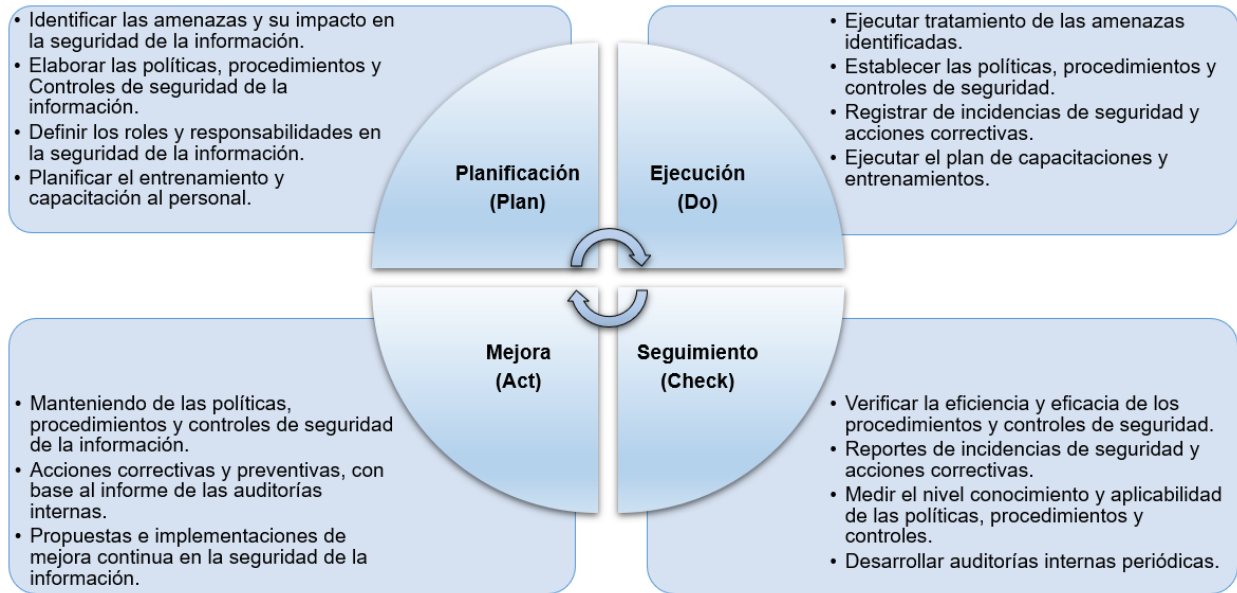 • Identificar las amenazas y su impacto en
la seguridad de la información.
• Elaborar las políticas, procedimientos y
Controles de seguridad de la
información.
• Definir los roles y responsabilidades en
la seguridad de la información.
• Planificar el entrenamiento y
capacitación al personal.
• Ejecutar tratamiento de las amenazas
identificadas.
• Establecer las políticas, procedimientos y
controles de seguridad.
• Registrar de incidencias de seguridad y
acciones correctivas.
• Ejecutar el plan de capacitaciones y
entrenamientos.
Planificación
(Plan)
Ejecución
(Do)
Mejora
(Act)
Seguimiento
(Check)
• Manteniendo de las políticas,
procedimientos y controles de seguridad
de la información.
• Acciones correctivas y preventivas, con
base al informe de las auditorías
internas.
• Propuestas e implementaciones de
mejora continua en la seguridad de la
información.
• Verificar la eficiencia y eficacia de los
procedimientos y controles de seguridad.
• Reportes de incidencias de seguridad y
acciones correctivas.
• Medir el nivel conocimiento y aplicabilidad
de las políticas, procedimientos y
controles.
• Desarrollar auditorías internas periódicas.